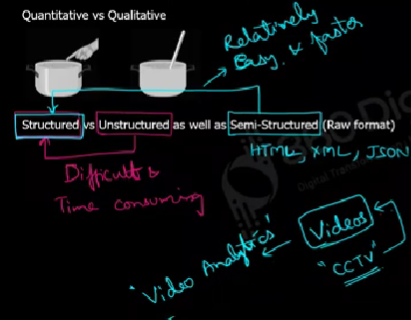 Quantitative vs Qualitative
Relatively
Easy & faster
Structured vs Unstructured as well as Semi-Structured (Raw format)
HTML, XML, JSON
Difficult &
Time consuming
Videos
"CCTV"
"Video Analytics"